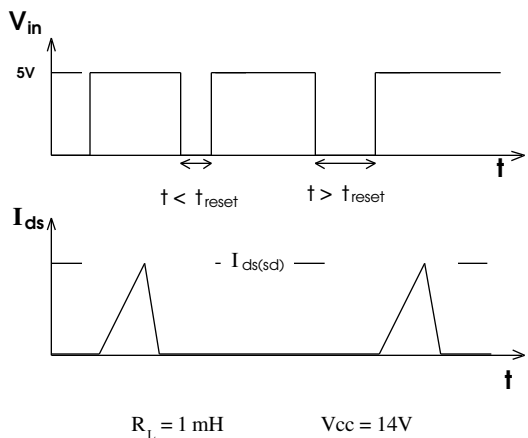 Vin
5V
t
t < treset
t > treset
Ids
- Ids(sd)
t
RL = 1 mH
Vcc = 14V